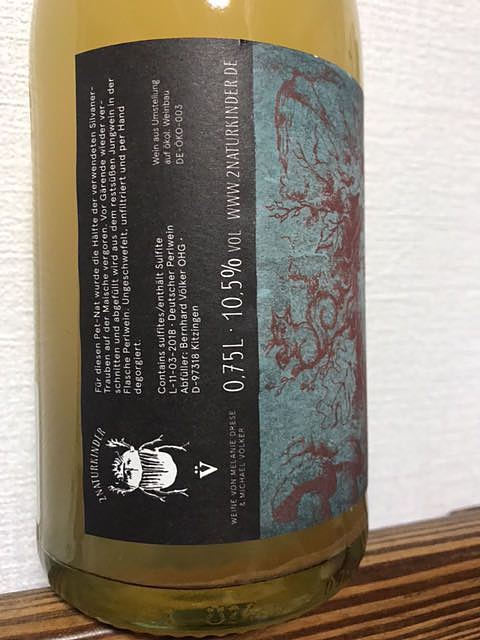 Für diesen Pet-Nat wurde die Hälfte der verwendeten Silvaner-
Trauben auf der Maische vergoren. Vor Gärende wieder ver-
schnitten und abgefüllt wird aus dem restsüßen Jungwein in der
Flasche Perlwein. Ungeschwefelt, unfiltriert und per Hand
degorgiert.
Contains sulfites/enthält Sulfite
L-11-03-2018 · Deutscher Perlwein
Abfüller: Bernhard Völker OHG ·
D-97318 Kitzingen
Wein aus Umstellung
auf ökol. Weinbau
DE-ÖKO-003
0,75L · 10,5% VOL WWW.2NATURKINDER.DE
2NATURKINDER
V̈
WEINE VON MELANIE DRESE
& MICHAEL VÖLKER